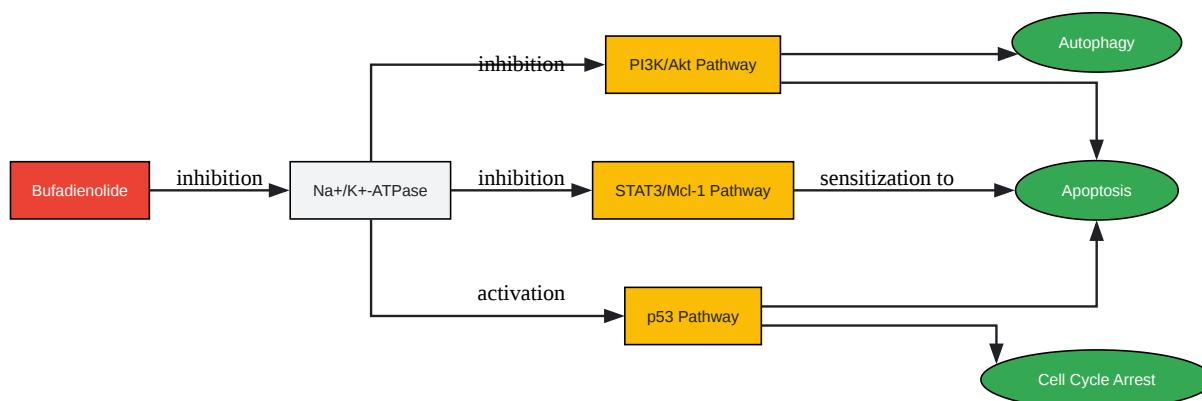 Autophagy
inhibition
PI3K/Akt Pathway
Bufadienolide
inhibition
Na+/K+-ATPase
inhibition
STAT3/Mcl-1 Pathway
sensitization to
Apoptosis
activation
p53 Pathway
Cell Cycle Arrest